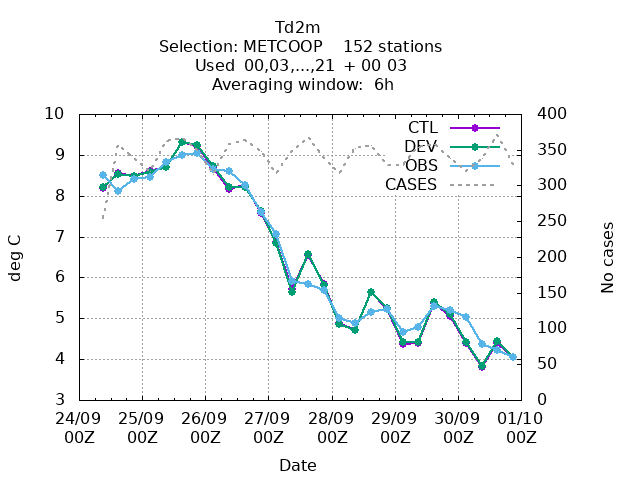 Td2m
Selection: METCOOP    152 stations
Used  00,03,...,21  + 00 03
Averaging window:  6h
10
9
8
7
6
5
4
3
deg C
400
350
300
250
200
150
100
50
0
No cases
CTL
DEV
OBS
CASES
24/09 25/09 26/09 27/09 28/09 29/09 30/09 01/10
00Z 00Z 00Z 00Z 00Z 00Z 00Z 00Z
Date